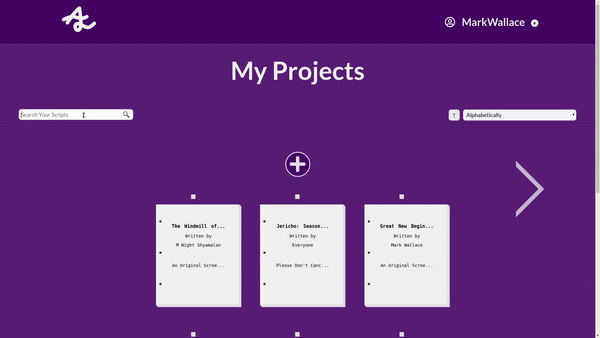 MarkWallace
My Projects
Search Your Scripts
↑
Alphabetically
The Windmill of...
Written by
M Night Shyamalan
An Original Scree...
Jericho: Season...
Written by
Everyone
Please Don't Canc...
Great New Begin...
Written by
Mark Wallace
An Original Scree...